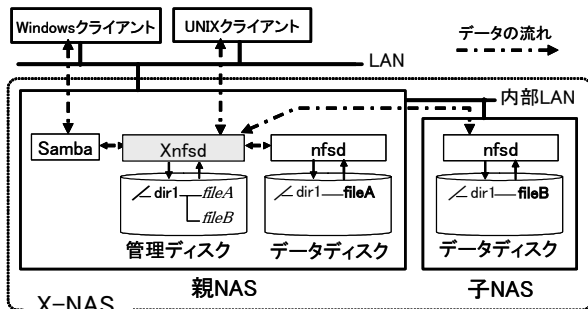 Windowsクライアント
UNIXクライアント
データの流れ
LAN
内部LAN
Samba
Xnfsd
nfsd
nfsd
dir1 fileA
fileB
dir1 fileA
dir1 fileB
管理ディスク
データディスク
データディスク
親NAS
子NAS
X-NAS